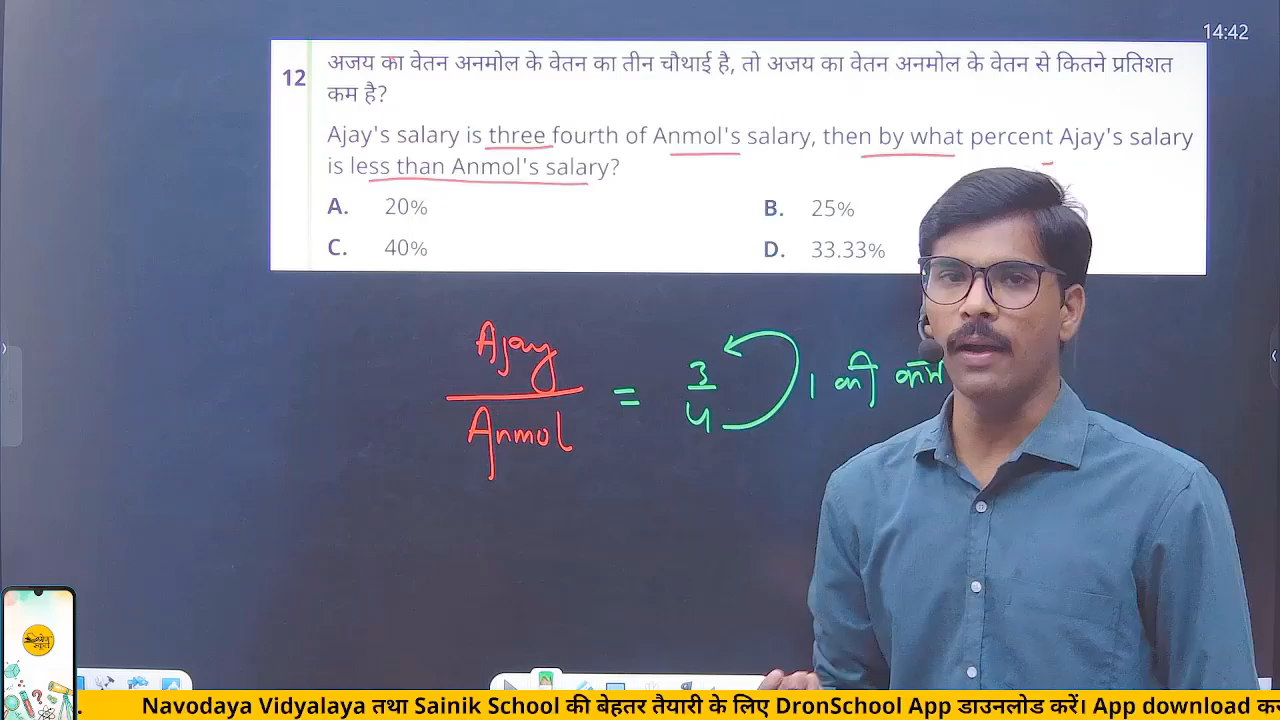 14:42
12
अजय का वेतन अनमोल के वेतन का तीन चौथाई है, तो अजय का वेतन अनमोल के वेतन से कितने प्रतिशत
कम है?
Ajay's salary is three fourth of Anmol's salary, then by what percent Ajay's salary
is less than Anmol's salary?
A. 20% B. 25%
C. 40% D. 33.33%
Ajay
Anmol
=
3
4
1 की कम
Navodaya Vidyalaya तथा Sainik School की बेहतर तैयारी के लिए DronSchool App डाउनलोड करें। App download